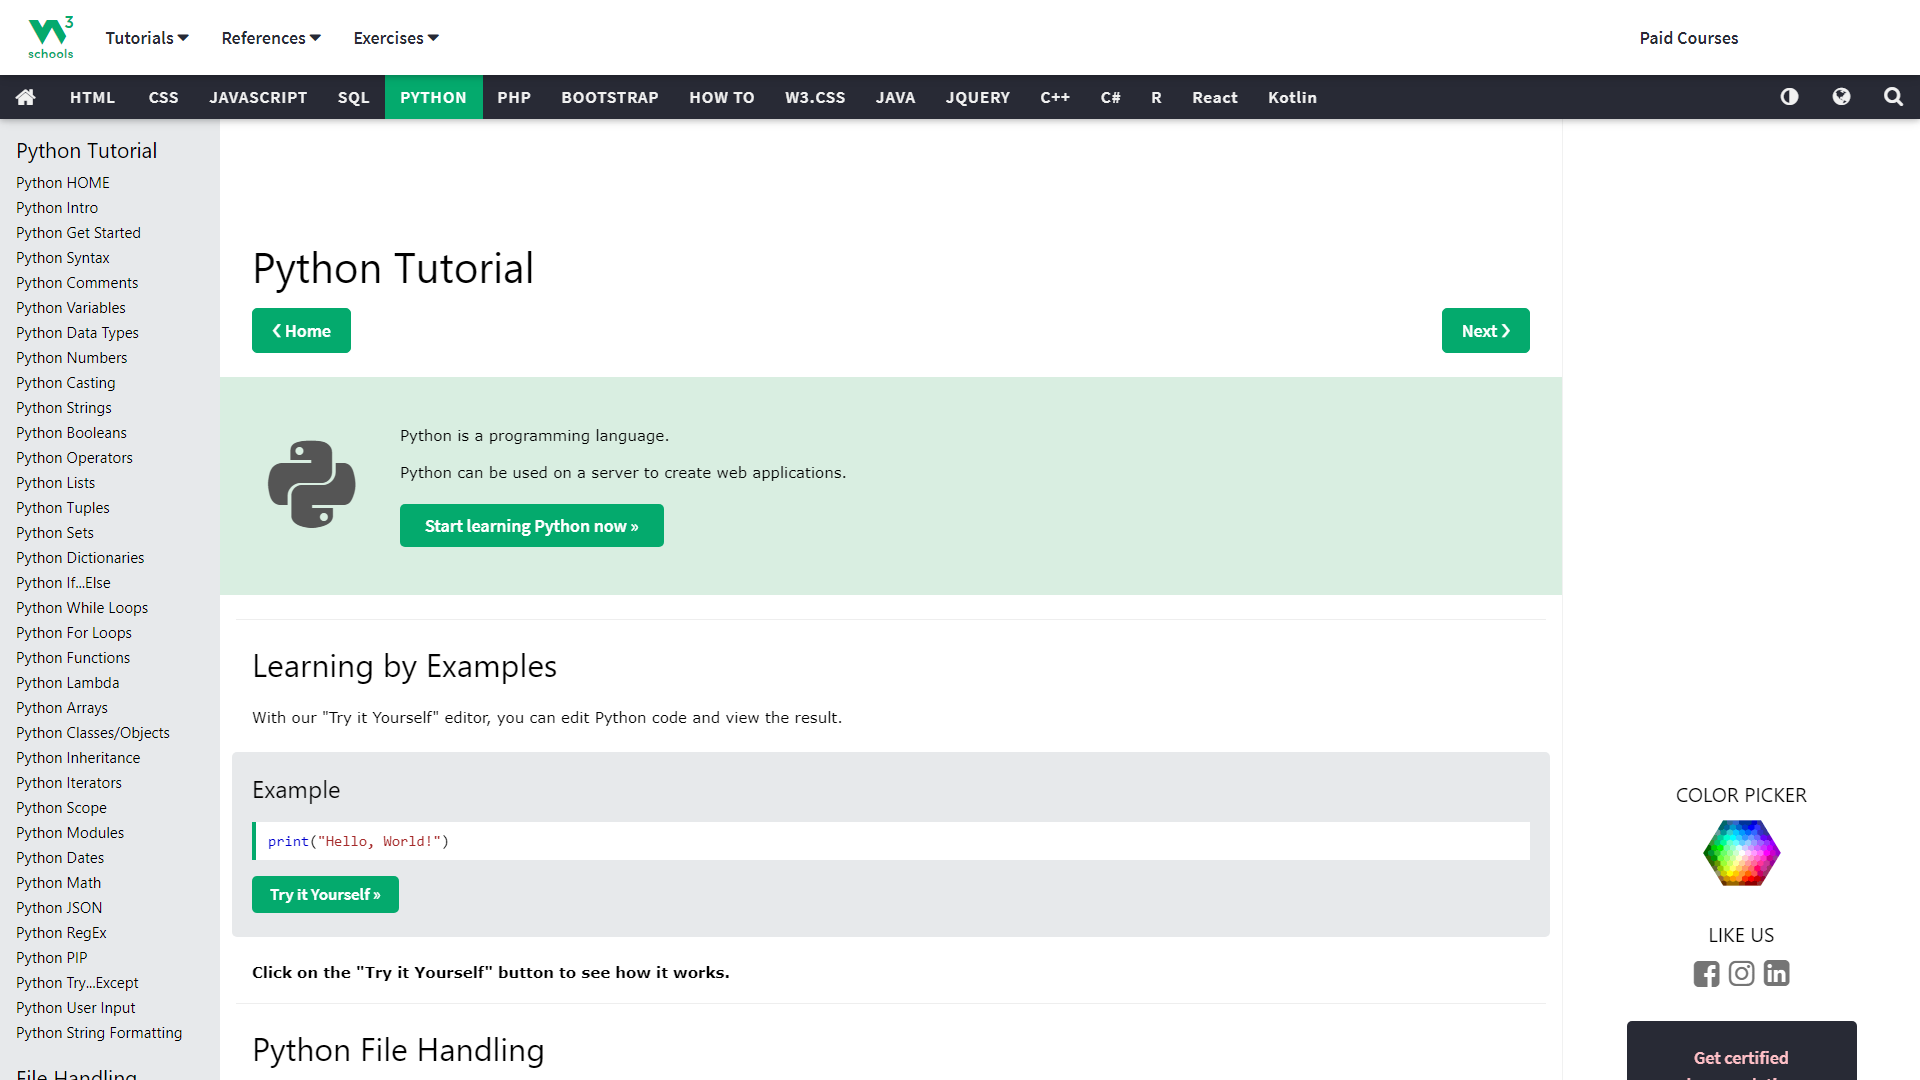 3
schools
Tutorials
References
Exercises
Paid Courses
HTML
CSS
JAVASCRIPT
SQL
PYTHON
PHP
BOOTSTRAP
HOW TO
W3.CSS
JAVA
JQUERY
C++
C#
R
React
Kotlin
Python Tutorial
Python HOME
Python Intro
Python Get Started
Python Syntax
Python Comments
Python Variables
Python Data Types
Python Numbers
Python Casting
Python Strings
Python Booleans
Python Operators
Python Lists
Python Tuples
Python Sets
Python Dictionaries
Python If...Else
Python While Loops
Python For Loops
Python Functions
Python Lambda
Python Arrays
Python Classes/Objects
Python Inheritance
Python Iterators
Python Scope
Python Modules
Python Dates
Python Math
Python JSON
Python RegEx
Python PIP
Python Try...Except
Python User Input
Python String Formatting
File Handling
Python Tutorial
❮ Home
Next ❯
Python is a programming language.
Python can be used on a server to create web applications.
Start learning Python now »
Learning by Examples
With our "Try it Yourself" editor, you can edit Python code and view the result.
Example
print("Hello, World!")
Try it Yourself »
Click on the "Try it Yourself" button to see how it works.
Python File Handling
COLOR PICKER
LIKE US
Get certified